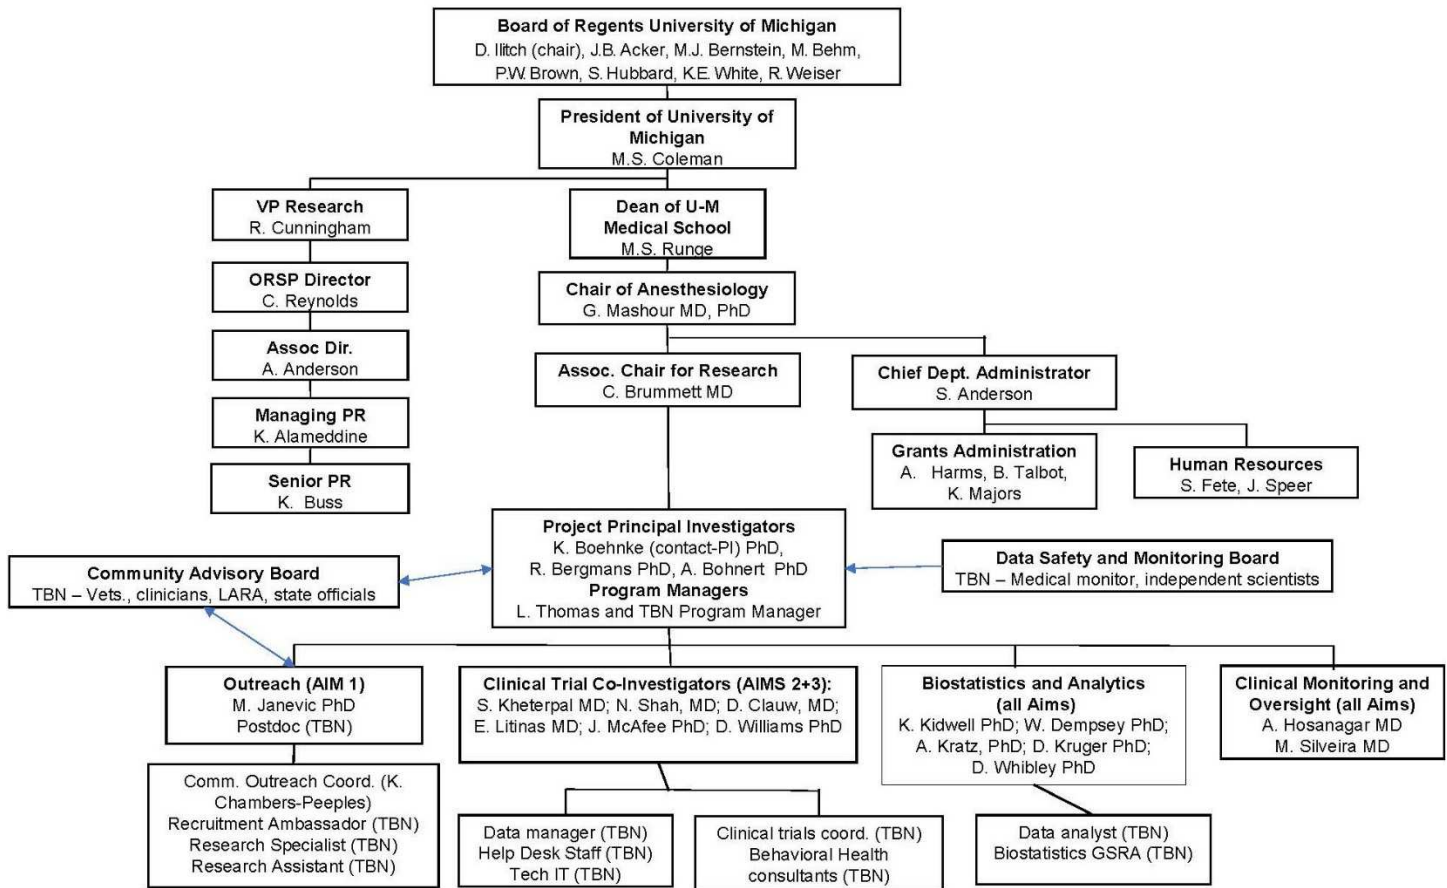 Board of Regents University of Michigan
D. Ilitch (chair), J.B. Acker, M.J. Bernstein, M. Behm,
P.W. Brown, S. Hubbard, K.E. White, R. Weiser
President of University of
Michigan
M.S. Coleman
VP Research
R. Cunningham
Dean of U-M
Medical School
M.S. Runge
ORSP Director
C. Reynolds
Chair of Anesthesiology
G. Mashour MD, PhD
Assoc Dir.
A. Anderson
Assoc. Chair for Research
C. Brummett MD
Chief Dept. Administrator
S. Anderson
Managing PR
K. Alameddine
Grants Administration
A. Harms, B. Talbot,
K. Majors
Human Resources
S. Fete, J. Speer
Senior PR
K. Buss
Project Principal Investigators
K. Boehnke (contact-PI) PhD,
R. Bergmans PhD, A. Bohnert PhD
Program Managers
L. Thomas and TBN Program Manager
Community Advisory Board
TBN – Vets., clinicians, LARA, state officials
Data Safety and Monitoring Board
TBN – Medical monitor, independent scientists
Outreach (AIM 1)
M. Janevic PhD
Postdoc (TBN)
Clinical Trial Co-Investigators (AIMS 2+3):
S. Kheterpal MD; N. Shah, MD; D. Clauw, MD;
E. Litinas MD; J. McAfee PhD; D. Williams PhD
Biostatistics and Analytics
(all Aims)
K. Kidwell PhD; W. Dempsey PhD;
A. Kratz, PhD; D. Kruger PhD;
D. Whibley PhD
Clinical Monitoring and
Oversight (all Aims)
A. Hosanagar MD
M. Silveira MD
Comm. Outreach Coord. (K.
Chambers-Peeples)
Recruitment Ambassador (TBN)
Research Specialist (TBN)
Research Assistant (TBN)
Data manager (TBN)
Help Desk Staff (TBN)
Tech IT (TBN)
Clinical trials coord. (TBN)
Behavioral Health
consultants (TBN)
Data analyst (TBN)
Biostatistics GSRA (TBN)